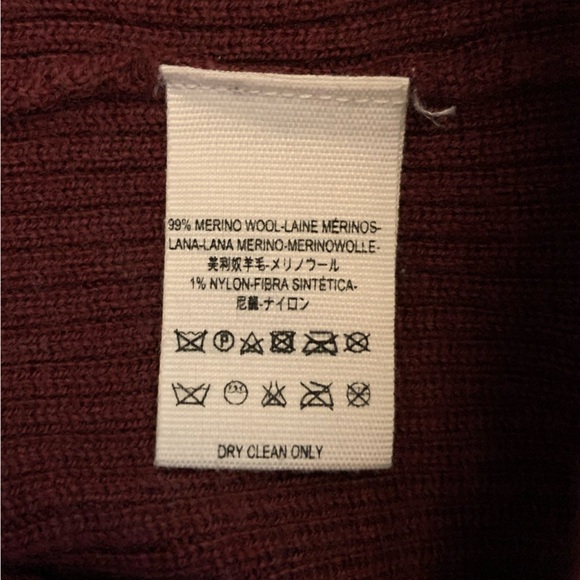 99% MERINO WOOL-LAINE MÉRINOS-
LANA-LANA MERINO-MERINOWOLLE-
美利奴羊毛-メリノウール
1% NYLON-FIBRA SINTÉTICA-
尼龍-ナイロン
P
DRY CLEAN ONLY